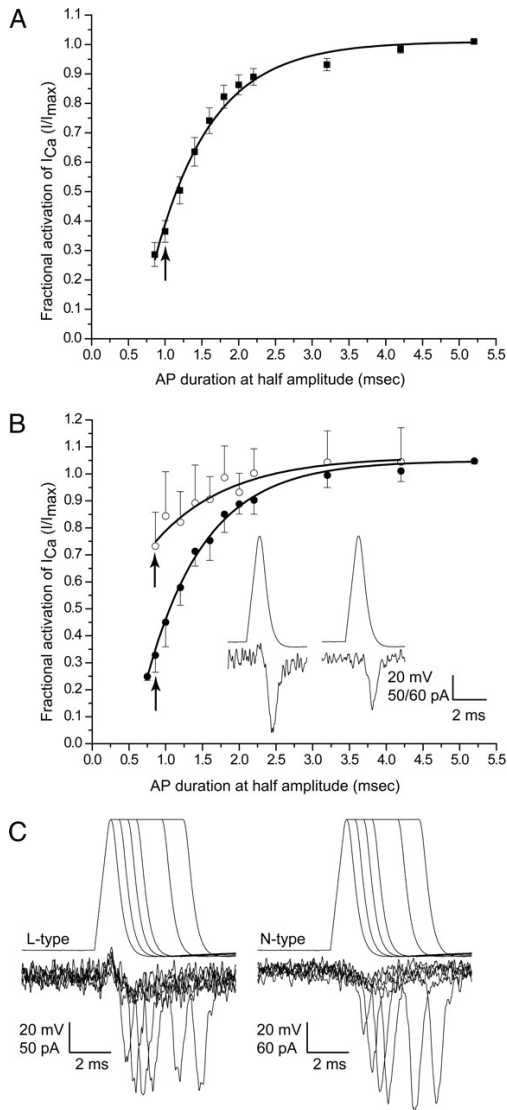 A
Fractional activation of ICa (I/Imax)
1.1
1.0
0.9
0.8
0.7
0.6
0.5
0.4
0.3
0.2
0.1
0.0
0.0 0.5 1.0 1.5 2.0 2.5 3.0 3.5 4.0 4.5 5.0 5.5
AP duration at half amplitude (msec)
B
Fractional activation of ICa (I/Imax)
1.2
1.1
1.0
0.9
0.8
0.7
0.6
0.5
0.4
0.3
0.2
0.1
0.0
20 mV
50/60 pA
2 ms
0.0 0.5 1.0 1.5 2.0 2.5 3.0 3.5 4.0 4.5 5.0 5.5
AP duration at half amplitude (msec)
C
L-type
N-type
20 mV
50 pA
2 ms
20 mV
60 pA
2 ms